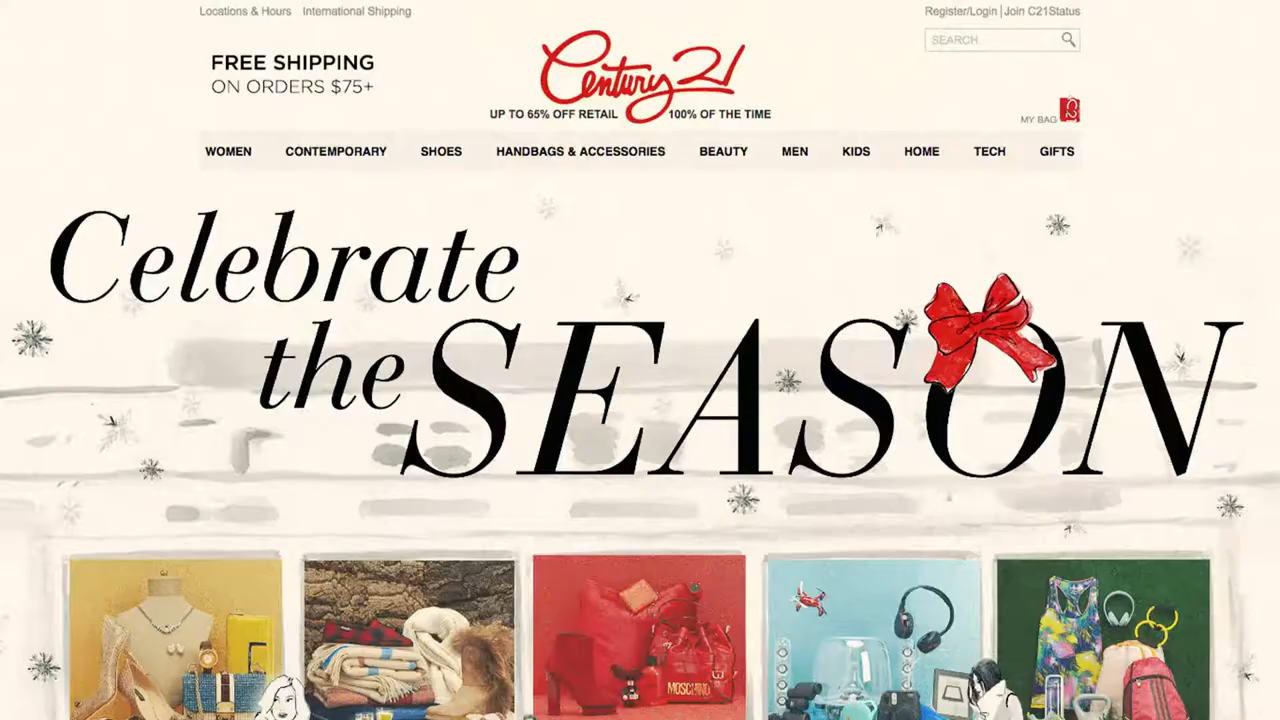 Locations & Hours International Shipping
Register/Login | Join C21Status
FREE SHIPPING
ON ORDERS $75+
Century 21
SEARCH
UP TO 65% OFF RETAIL 100% OF THE TIME
MY BAG
WOMEN CONTEMPORARY SHOES HANDBAGS & ACCESSORIES BEAUTY MEN KIDS HOME TECH GIFTS
Celebrate
the SEASON
MOSCHINO